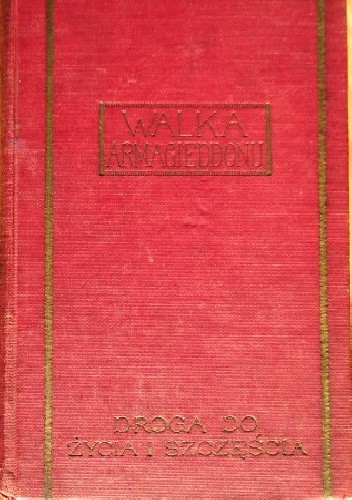 WALKA
ARMAGIEDDONU
DROGA DO
ŻYCIA I SZCZĘŚCIA